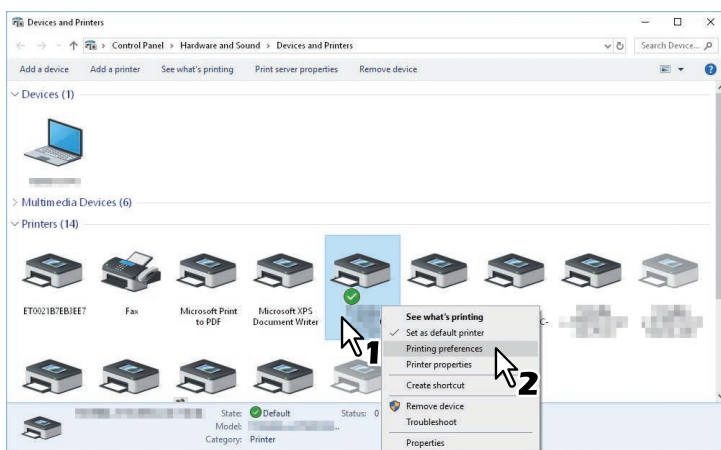 Devices and Printers
Control Panel > Hardware and Sound > Devices and Printers
Search Device...
Add a device Add a printer See what's printing Print server properties Remove device
Devices (1)
Multimedia Devices (6)
Printers (14)
ET0021B7EB3EE7
Fax
Microsoft Print
to PDF
Microsoft XPS
Document Writer
C-
1
See what's printing
Set as default printer
Printing preferences
Printer properties
Create shortcut
Remove device
Troubleshoot
Properties
2
State: Default Status: 0
Model: ...
Category: Printer